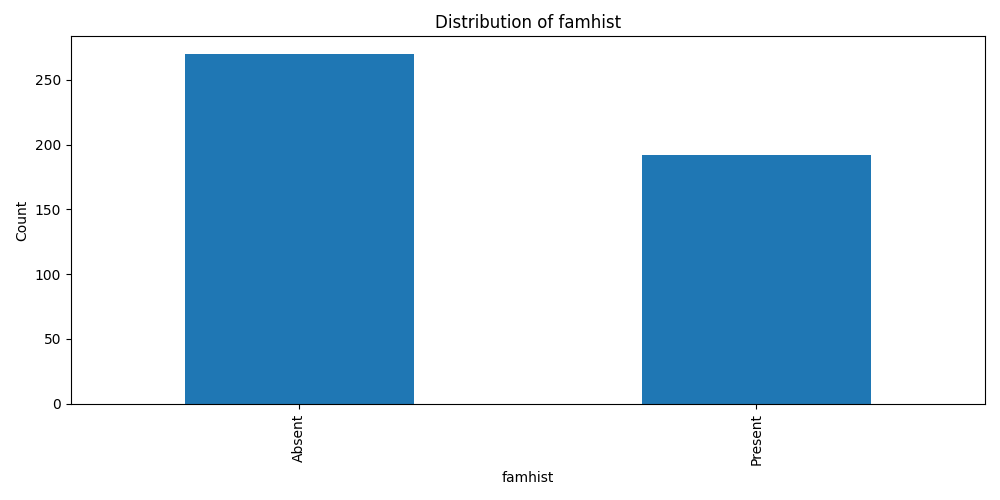 Distribution of famhist
Count
250
200
150
100
50
0
Absent
Present
famhist